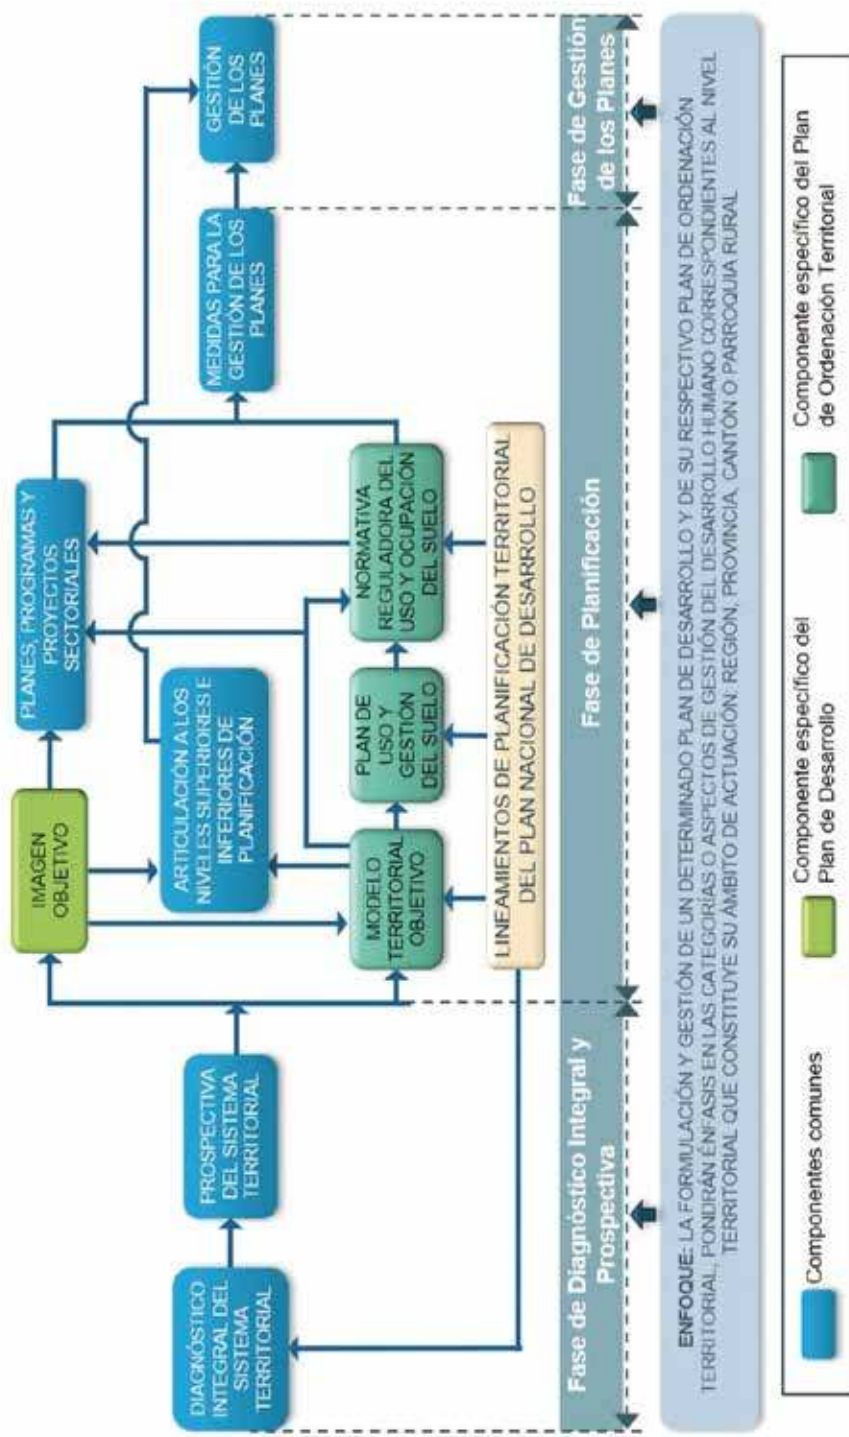 DIAGNÓSTICO
INTEGRAL DEL
SISTEMA
TERRITORIAL
PROSPECTIVA
DEL SISTEMA
TERRITORIAL
IMAGEN
OBJETIVO
PLANES, PROGRAMAS Y
PROYECTOS
SECTORIALES
ARTICULACIÓN A LOS
NIVELES SUPERIORES E
INFERIORES DE
PLANIFICACIÓN
MODELO
TERRITORIAL
OBJETIVO
PLAN DE
USO Y
GESTIÓN
DEL SUELO
NORMATIVA
REGULADORA DEL
USO Y OCUPACIÓN
DEL SUELO
MEDIDAS PARA LA
GESTIÓN DE LOS
PLANES
GESTIÓN
DE LOS
PLANES
LINEAMIENTOS DE PLANIFICACIÓN TERRITORIAL
DEL PLAN NACIONAL DE DESARROLLO
Fase de Diagnóstico Integral y
Prospectiva
Fase de Planificación
Fase de Gestión
de los Planes
ENFOQUE: LA FORMULACIÓN Y GESTIÓN DE UN DETERMINADO PLAN DE DESARROLLO Y DE SU RESPECTIVO PLAN DE ORDENACIÓN
TERRITORIAL, PONDRÁN ÉNFASIS EN LAS CATEGORÍAS O ASPECTOS DE GESTIÓN DEL DESARROLLO HUMANO CORRESPONDIENTES AL NIVEL
TERRITORIAL QUE CONSTITUYE SU ÁMBITO DE ACTUACIÓN: REGIÓN, PROVINCIA, CANTÓN O PARROQUIA RURAL
Componentes comunes
Componente específico del
Plan de Desarrollo
Componente específico del Plan
de Ordenación Territorial